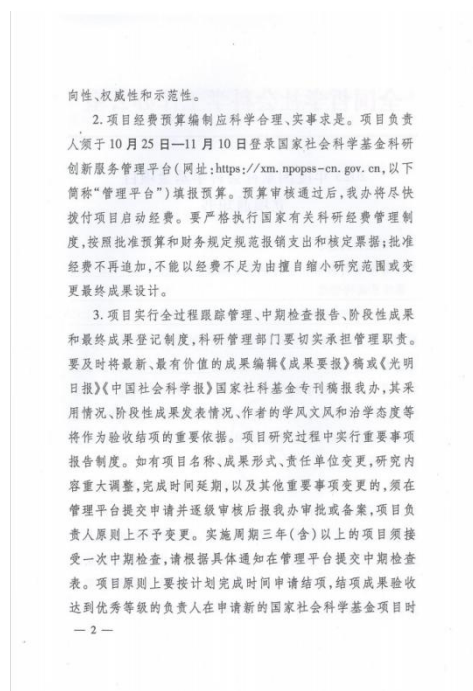 向性、权威性和示范性。
2. 项目经费预算编制应科学合理、实事求是。项目负责
人须于 10 月 25 日—11 月 10 日登录国家社会科学基金科研
创新服务管理平台(网址:https://xm.npopss-cn.gov.cn,以下
简称“管理平台”)填报预算。预算审核通过后,我办将尽快
拨付项目启动经费。要严格执行国家有关科研经费管理制
度,按照批准预算和财务规定规范报销支出和核定票据;批准
经费不再追加,不能以经费不足为由擅自缩小研究范围或变
更最终成果设计。
3. 项目实行全过程跟踪管理、中期检查报告、阶段性成果
和最终成果登记制度,科研管理部门要切实承担管理职责。
要及时将最新、最有价值的成果编辑《成果要报》稿或《光明
日报》《中国社会科学报》国家社科基金专刊稿报我办,其采
用情况、阶段性成果发表情况、作者的学风文风和治学态度等
将作为验收结项的重要依据。项目研究过程中实行重要事项
报告制度。如有项目名称、成果形式、责任单位变更,研究内
容重大调整,完成时间延期,以及其他重要事项变更的,须在
管理平台提交申请并逐级审核后报我办审批或备案,项目负
责人原则上不予变更。实施周期三年(含)以上的项目须接
受一次中期检查,请根据具体通知在管理平台提交中期检查
表。项目原则上要按计划完成时间申请结项,结项成果验收
达到优秀等级的负责人在申请新的国家社会科学基金项目时
— 2 —